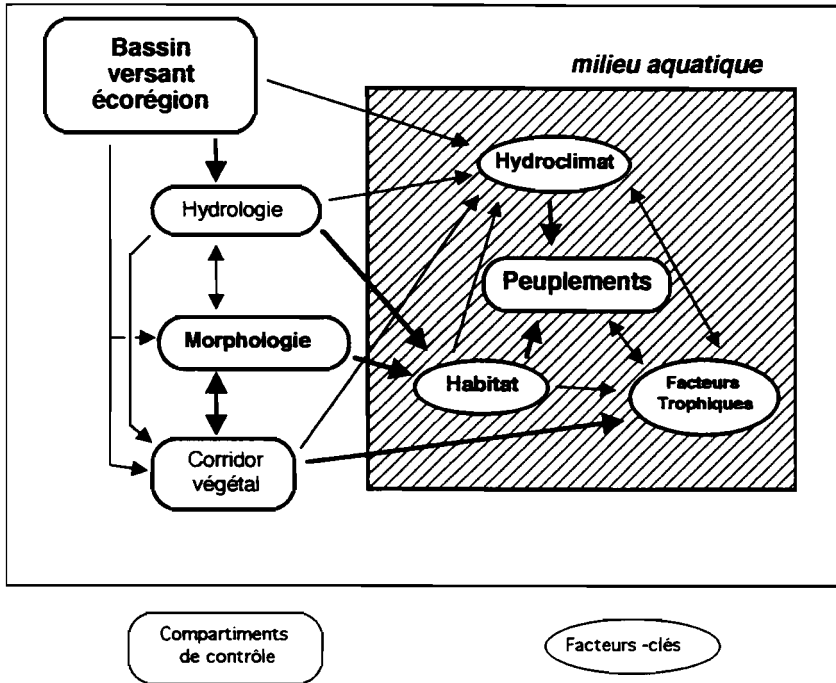 Bassin
versant
écorégion
milieu aquatique
Hydroclimat
Hydrologie
Peuplements
Morphologie
Habitat
Facteurs
Trophiques
Corridor
végétal
Compartiments
de contrôle
Facteurs -clés